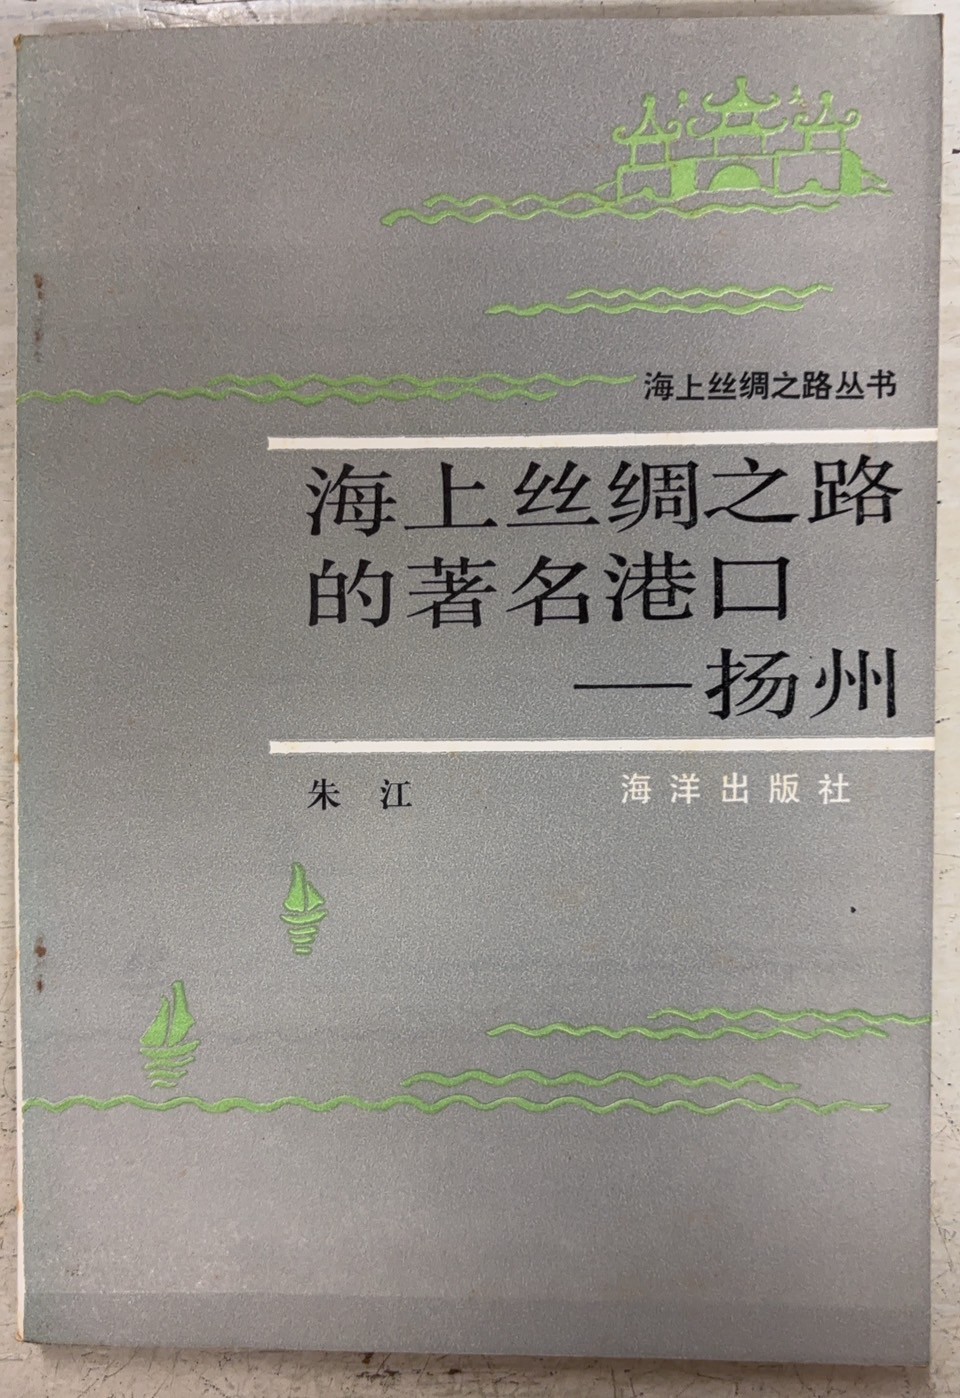 海上丝绸之路丛书
海上丝绸之路
的著名港口
——扬州
朱 江
海洋出版社